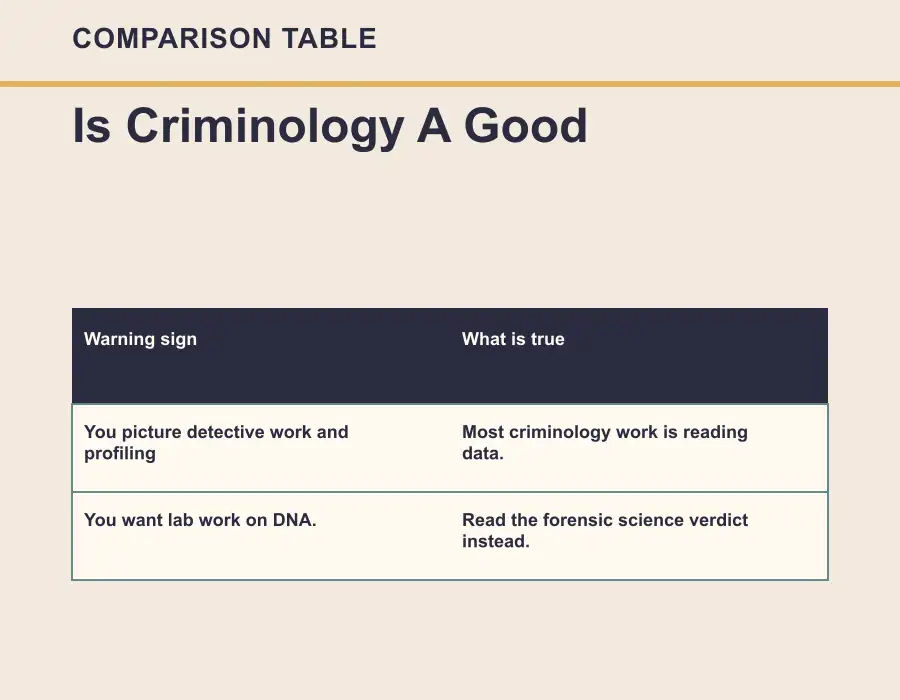 COMPARISON TABLE
Is Criminology A Good
Warning sign
What is true
You picture detective work and
profiling
Most criminology work is reading
data.
You want lab work on DNA.
Read the forensic science verdict
instead.